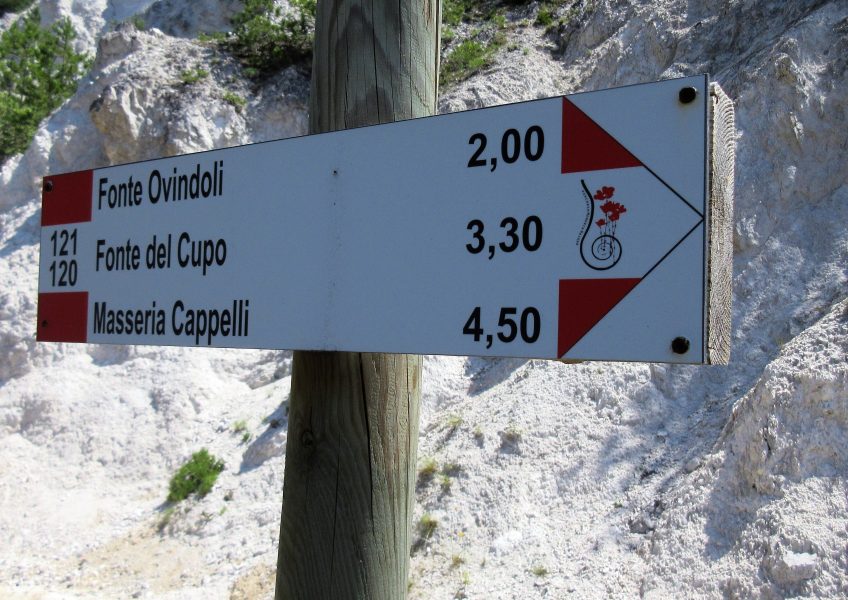 Fonte Ovindoli 2,00
121 Fonte del Cupo 3,30
120
Masseria Cappelli 4,50